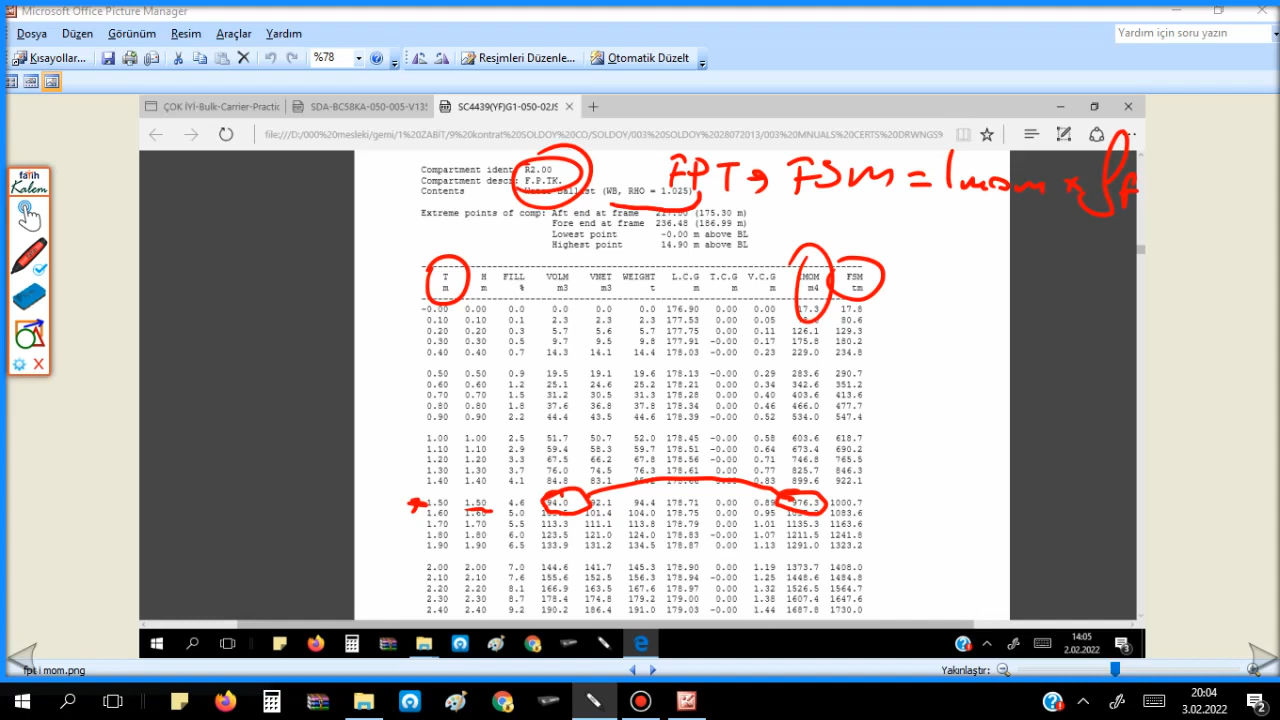 Microsoft Office Picture Manager
Dosya Düzen Görünüm Resim Araçlar Yardım
Yardım için soru yazın
Kısayollar... %78 Resimleri Düzenle... Otomatik Düzelt
ÇOK İYİ-Bulk-Carrier-Practic SDA-BC58KA-050-005-V135 SC4439(YF)G1-050-02JS
file:///D:/000%20mesleki/gemi/1%20ZABİT/9%20kontrat%20SOLDOY%20CO/SOLDOY/003%20SOLDOY%2028072013/003%20MNUALS%20CERTS%20DRWNGS%
fatih
Kalem
Compartment ident R2.00
Compartment descr: F.P.TK.
Contents Water Ballast (WB, RHO = 1.025)
FPT → FSM = Imom x
Extreme points of comp: Aft end at frame (175.30 m)
Fore end at frame 236.48 (186.99 m)
Lowest point -0.00 m above BL
Highest point 14.90 m above BL
T H FILL VOLM VNET WEIGHT L.C.G T.C.G V.C.G IMOM FSM
m m % m3 m3 t m m m m4 tm
-0.00 0.00 0.0 0.0 0.0 0.0 176.90 0.00 0.00 17.3 17.8
0.10 0.10 0.1 2.3 2.3 2.3 177.53 0.00 0.05 80.6
0.20 0.20 0.3 5.7 5.6 5.7 177.75 0.00 0.11 126.1 129.3
0.30 0.30 0.5 9.7 9.5 9.8 177.91 -0.00 0.17 175.8 180.2
0.40 0.40 0.7 14.3 14.1 14.4 178.03 -0.00 0.23 229.0 234.8
0.50 0.50 0.9 19.5 19.1 19.6 178.13 -0.00 0.29 283.6 290.7
0.60 0.60 1.2 25.1 24.6 25.2 178.21 0.00 0.34 342.6 351.2
0.70 0.70 1.5 31.2 30.5 31.3 178.28 0.00 0.40 403.6 413.6
0.80 0.80 1.8 37.6 36.8 37.8 178.34 0.00 0.46 466.0 477.7
0.90 0.90 2.2 44.4 43.5 44.6 178.39 -0.00 0.52 534.0 547.4
1.00 1.00 2.5 51.7 50.7 52.0 178.45 -0.00 0.58 603.6 618.7
1.10 1.10 2.9 59.4 58.3 59.7 178.51 -0.00 0.64 673.4 690.2
1.20 1.20 3.3 67.5 66.2 67.8 178.56 -0.00 0.71 746.8 765.5
1.30 1.30 3.7 76.0 74.5 76.3 178.61 0.00 0.77 825.7 846.3
1.40 1.40 4.1 84.8 83.1 0.83 899.6 922.1
1.50 1.50 4.6 94.0 92.1 94.4 178.71 0.00 0.89 976.3 1000.7
1.60 1.60 5.0 101.4 104.0 178.75 0.00 0.95 1083.6
1.70 1.70 5.5 113.3 111.1 113.8 178.79 0.00 1.01 1135.3 1163.6
1.80 1.80 6.0 123.5 121.0 124.0 178.83 -0.00 1.07 1211.5 1241.8
1.90 1.90 6.5 133.9 131.2 134.5 178.87 0.00 1.13 1291.0 1323.2
2.00 2.00 7.0 144.6 141.7 145.3 178.90 0.00 1.19 1373.7 1408.0
2.10 2.10 7.6 155.6 152.5 156.3 178.94 -0.00 1.25 1448.6 1484.8
2.20 2.20 8.1 166.9 163.5 167.6 178.97 0.00 1.32 1526.5 1564.7
2.30 2.30 8.7 178.4 174.8 179.2 179.00 0.00 1.38 1607.4 1647.6
2.40 2.40 9.2 190.2 186.4 191.0 179.03 -0.00 1.44 1687.8 1730.0
14:05
2.02.2022
3
fpt i mom.png
Yakınlaştır:
20:04
3.02.2022
2